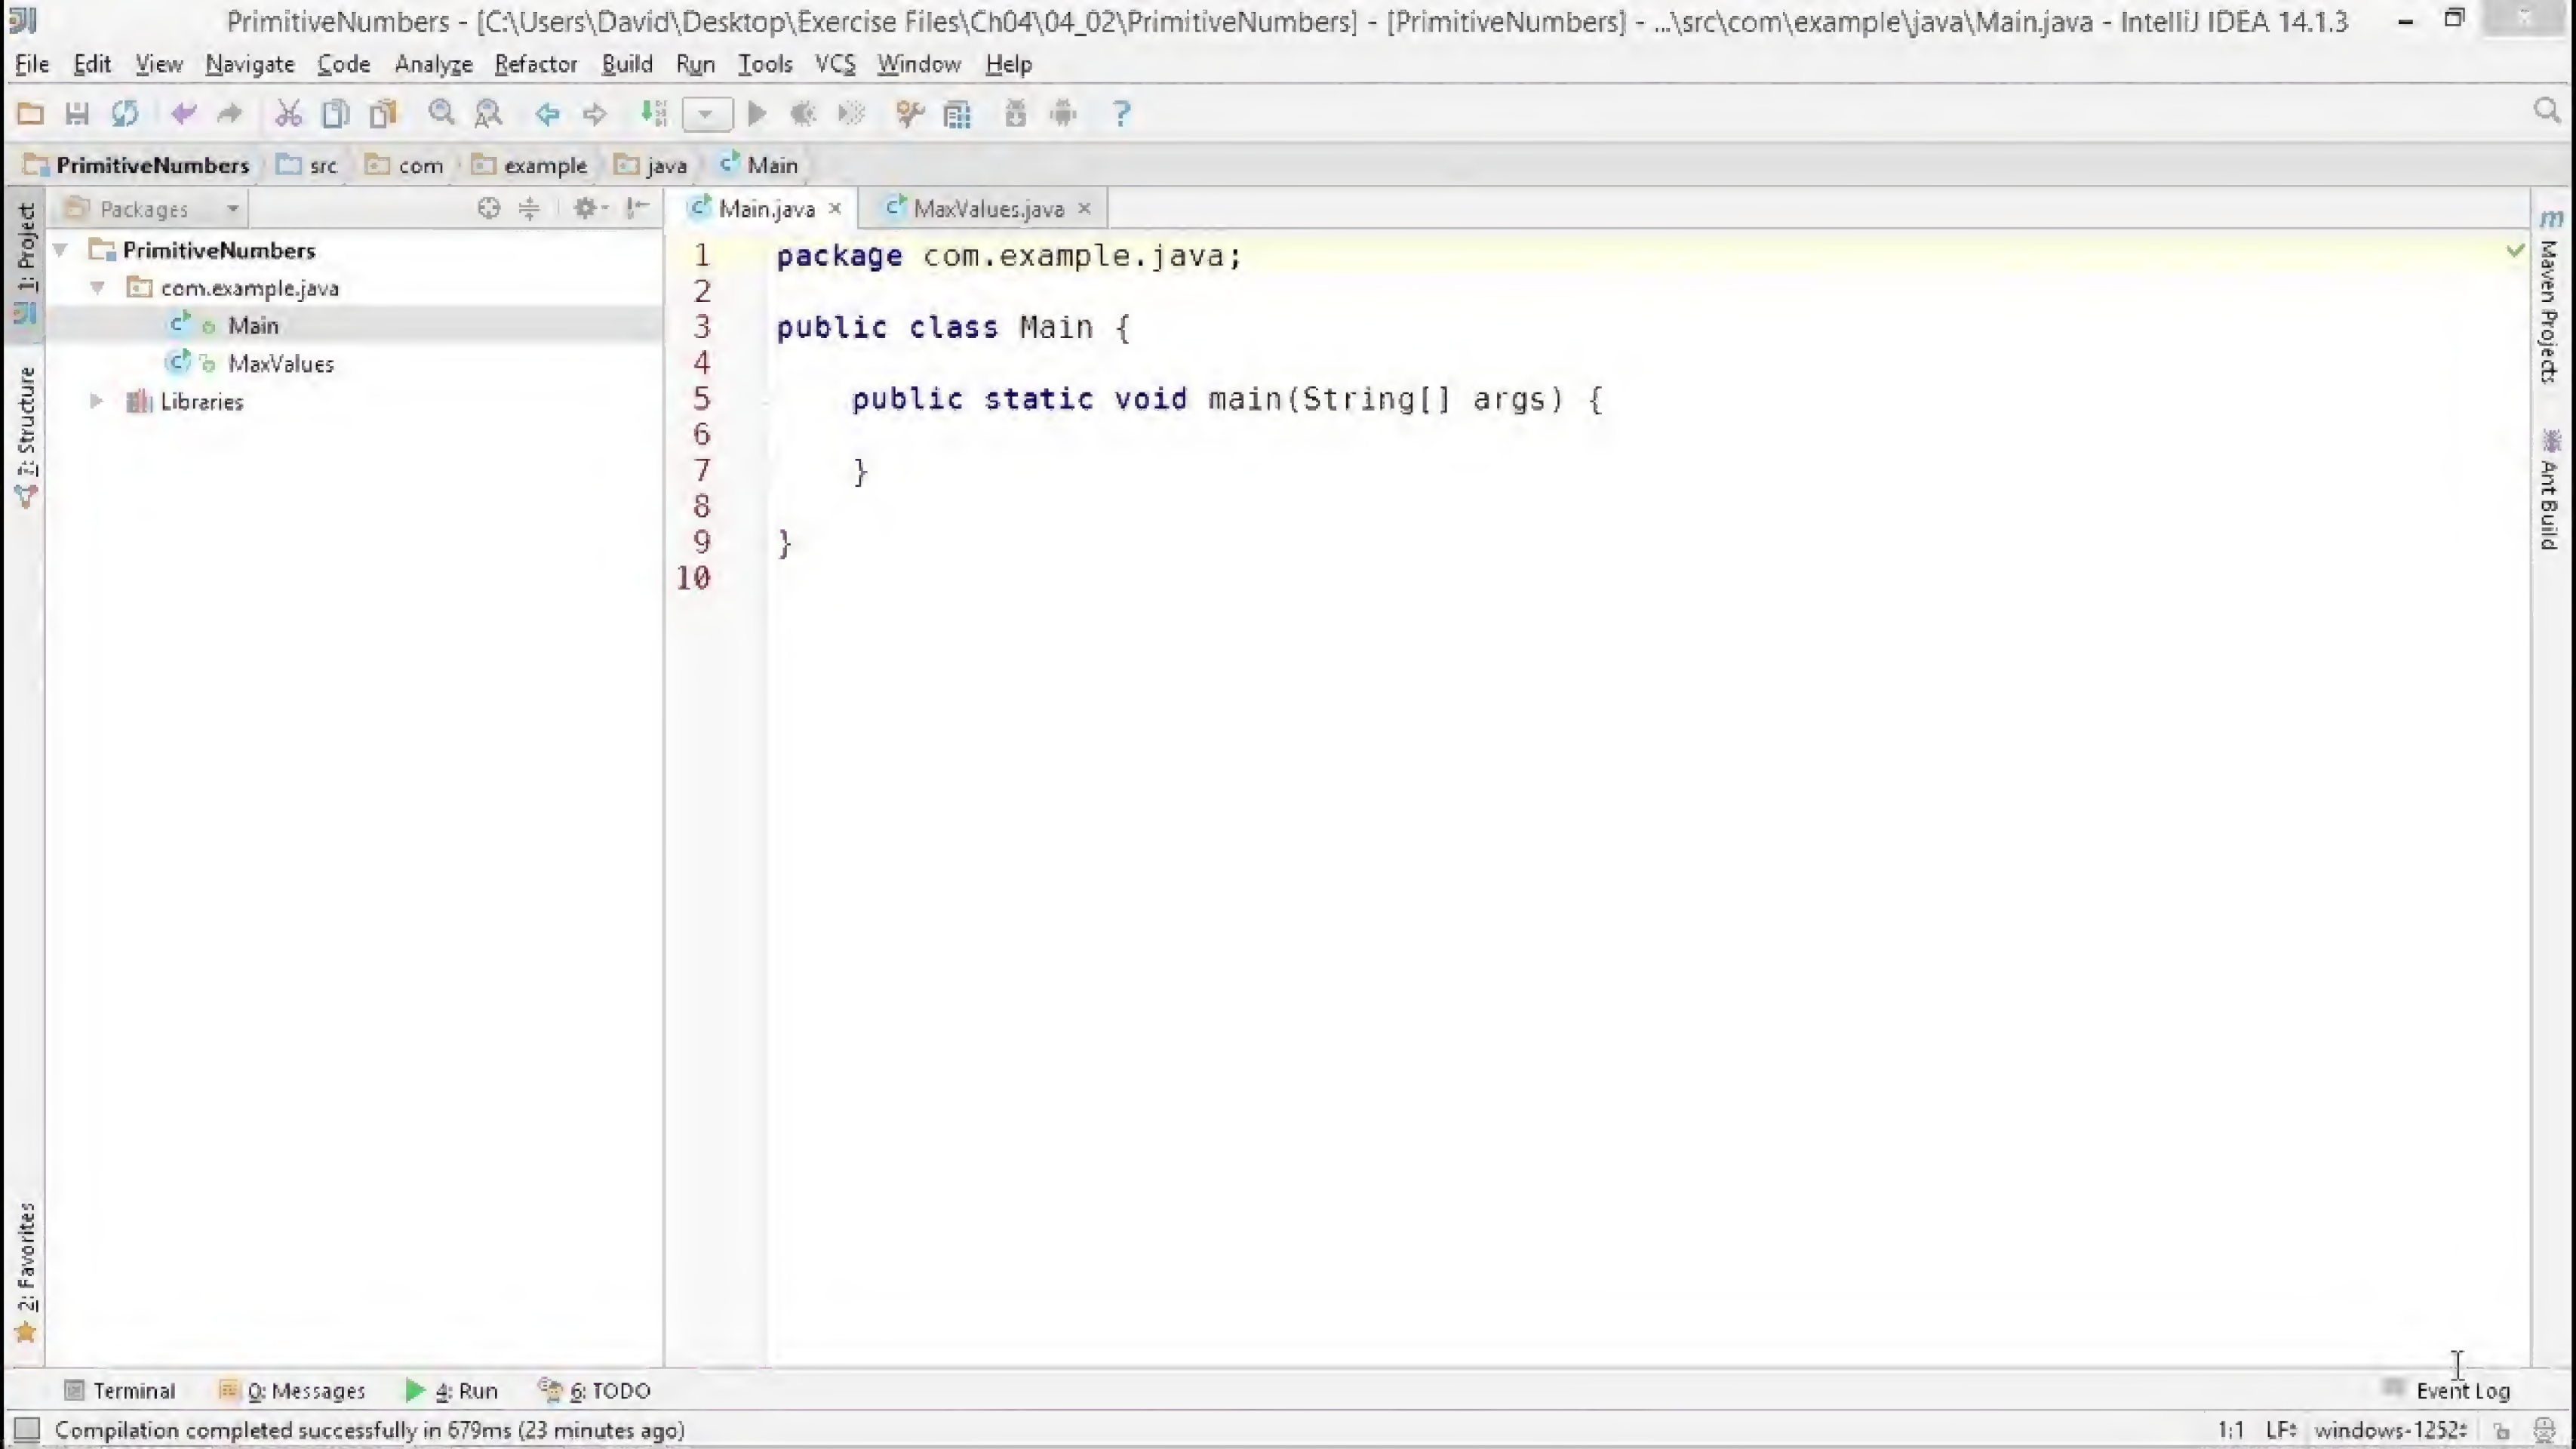 PrimitiveNumbers - [C:\Users\David\Desktop\Exercise Files\Ch04\04_02\PrimitiveNumbers] - [PrimitiveNumbers] - ...\src\com\example\java\Main.java - IntelliJ IDEA 14.1.3
File Edit View Navigate Code Analyze Refactor Build Run Tools VCS Window Help
PrimitiveNumbers src com example java Main
1: Project
Packages
Main.java MaxValues.java
PrimitiveNumbers
com.example.java
Main
MaxValues
Libraries
7: Structure
2: Favorites
1 package com.example.java;
2
3 public class Main {
4
5 public static void main(String[] args) {
6
7 }
8
9 }
10
Maven Projects
Ant Build
Terminal 0: Messages 4: Run 6: TODO Event Log
Compilation completed successfully in 679ms (23 minutes ago) 1:1 LF windows-1252